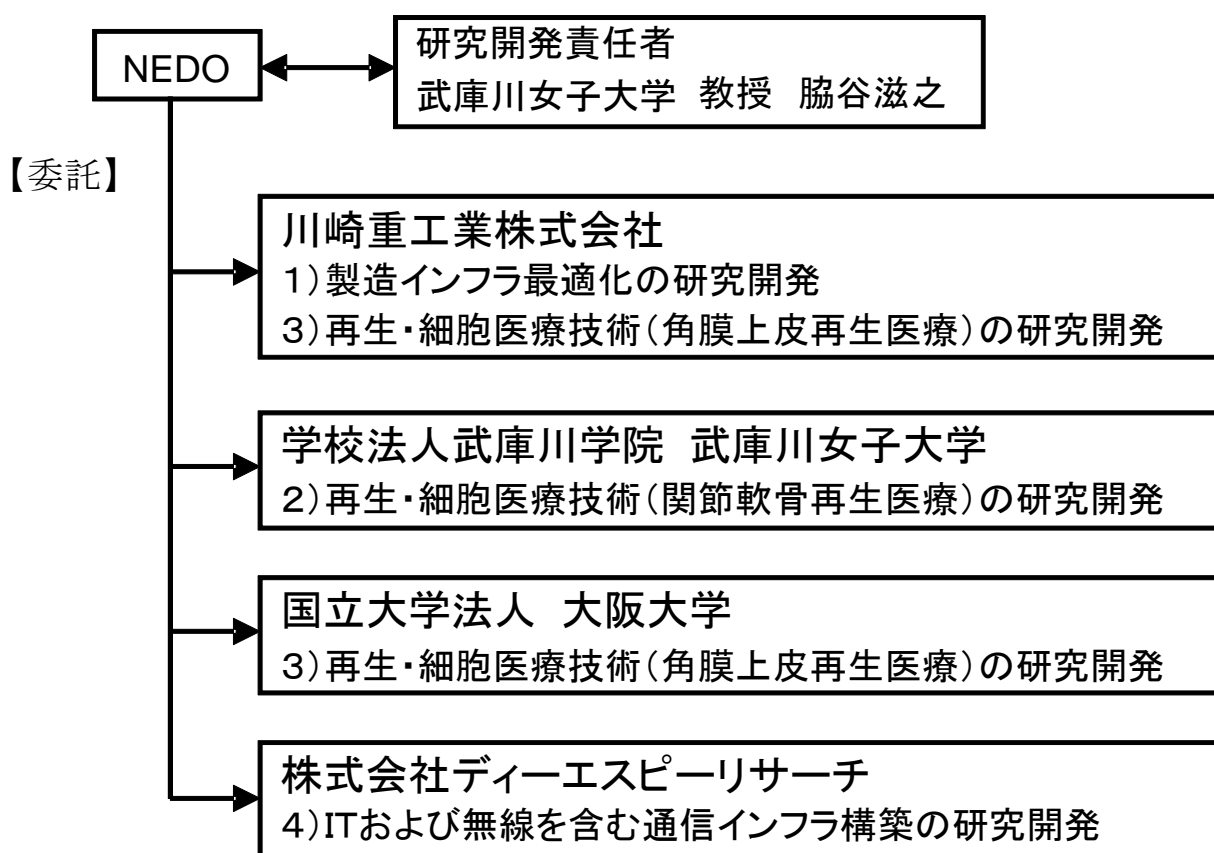 NEDO
研究開発責任者
武庫川女子大学 教授 脇谷滋之
【委託】
川崎重工業株式会社
1)製造インフラ最適化の研究開発
3)再生・細胞医療技術(角膜上皮再生医療)の研究開発
学校法人武庫川学院 武庫川女子大学
2)再生・細胞医療技術(関節軟骨再生医療)の研究開発
国立大学法人 大阪大学
3)再生・細胞医療技術(角膜上皮再生医療)の研究開発
株式会社ディーエスピーリサーチ
4)ITおよび無線を含む通信インフラ構築の研究開発